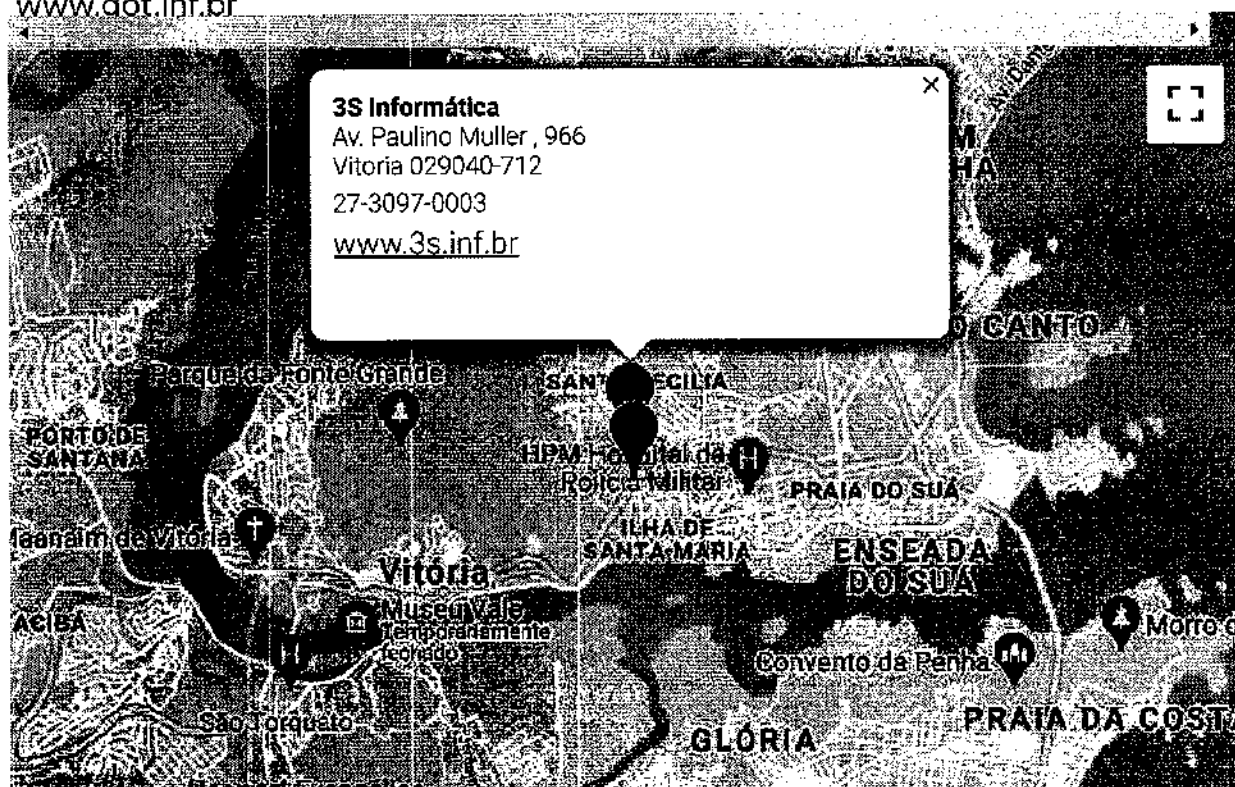 www.dot.inf.br
3S Informática
Av. Paulino Muller , 966
Vitoria 029040-712
27-3097-0003
www.3s.inf.br
CANTO
Parque da Fonte Grande
PORTO DE
SANTANA
HPM Hospital da
Polícia Militar
PRAIA DO SUÁ
ILHA DE
SANTA MARIA
ENSEADA
DO SUÁ
Vitória
Museu Vale
Temporariamente
fechado
Morro
Convento da Penha
São Torquato
PRAIA DA COSTA
GLÓRIA